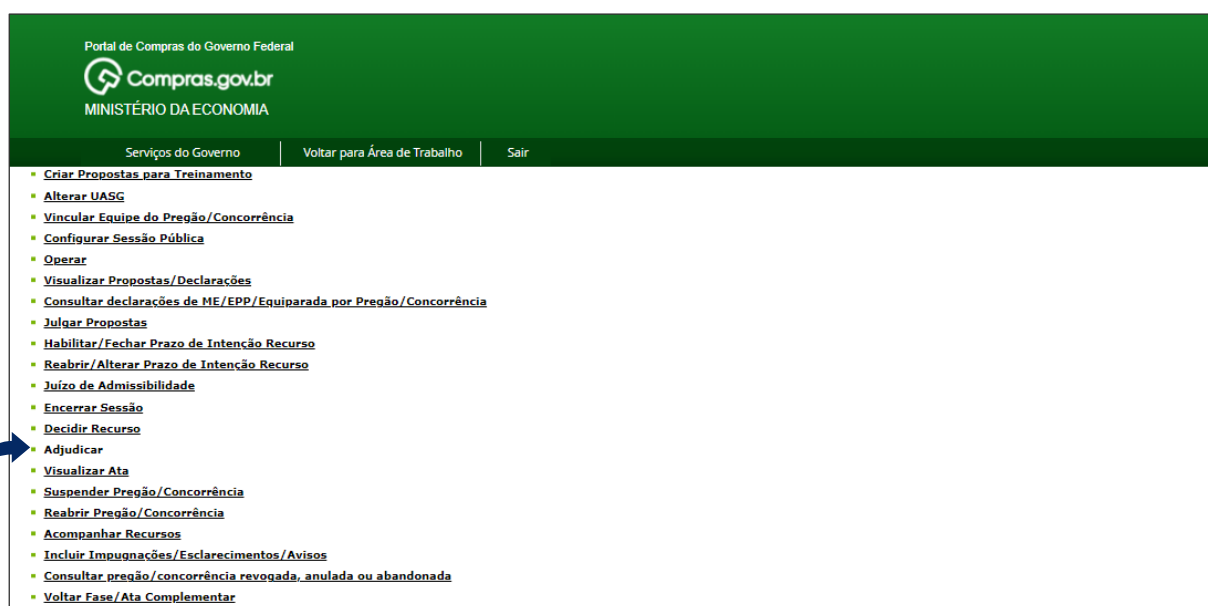 Portal de Compras do Governo Federal
Compras.gov.br
MINISTÉRIO DA ECONOMIA
Serviços do Governo Voltar para Área de Trabalho Sair
Criar Propostas para Treinamento
Alterar UASG
Vincular Equipe do Pregão/Concorrência
Configurar Sessão Pública
Operar
Visualizar Propostas/Declarações
Consultar declarações de ME/EPP/Equiparada por Pregão/Concorrência
Julgar Propostas
Habilitar/Fechar Prazo de Intenção Recurso
Reabrir/Alterar Prazo de Intenção Recurso
Juízo de Admissibilidade
Encerrar Sessão
Decidir Recurso
Adjudicar
Visualizar Ata
Suspender Pregão/Concorrência
Reabrir Pregão/Concorrência
Acompanhar Recursos
Incluir Impugnações/Esclarecimentos/Avisos
Consultar pregão/concorrência revogada, anulada ou abandonada
Voltar Fase/Ata Complementar